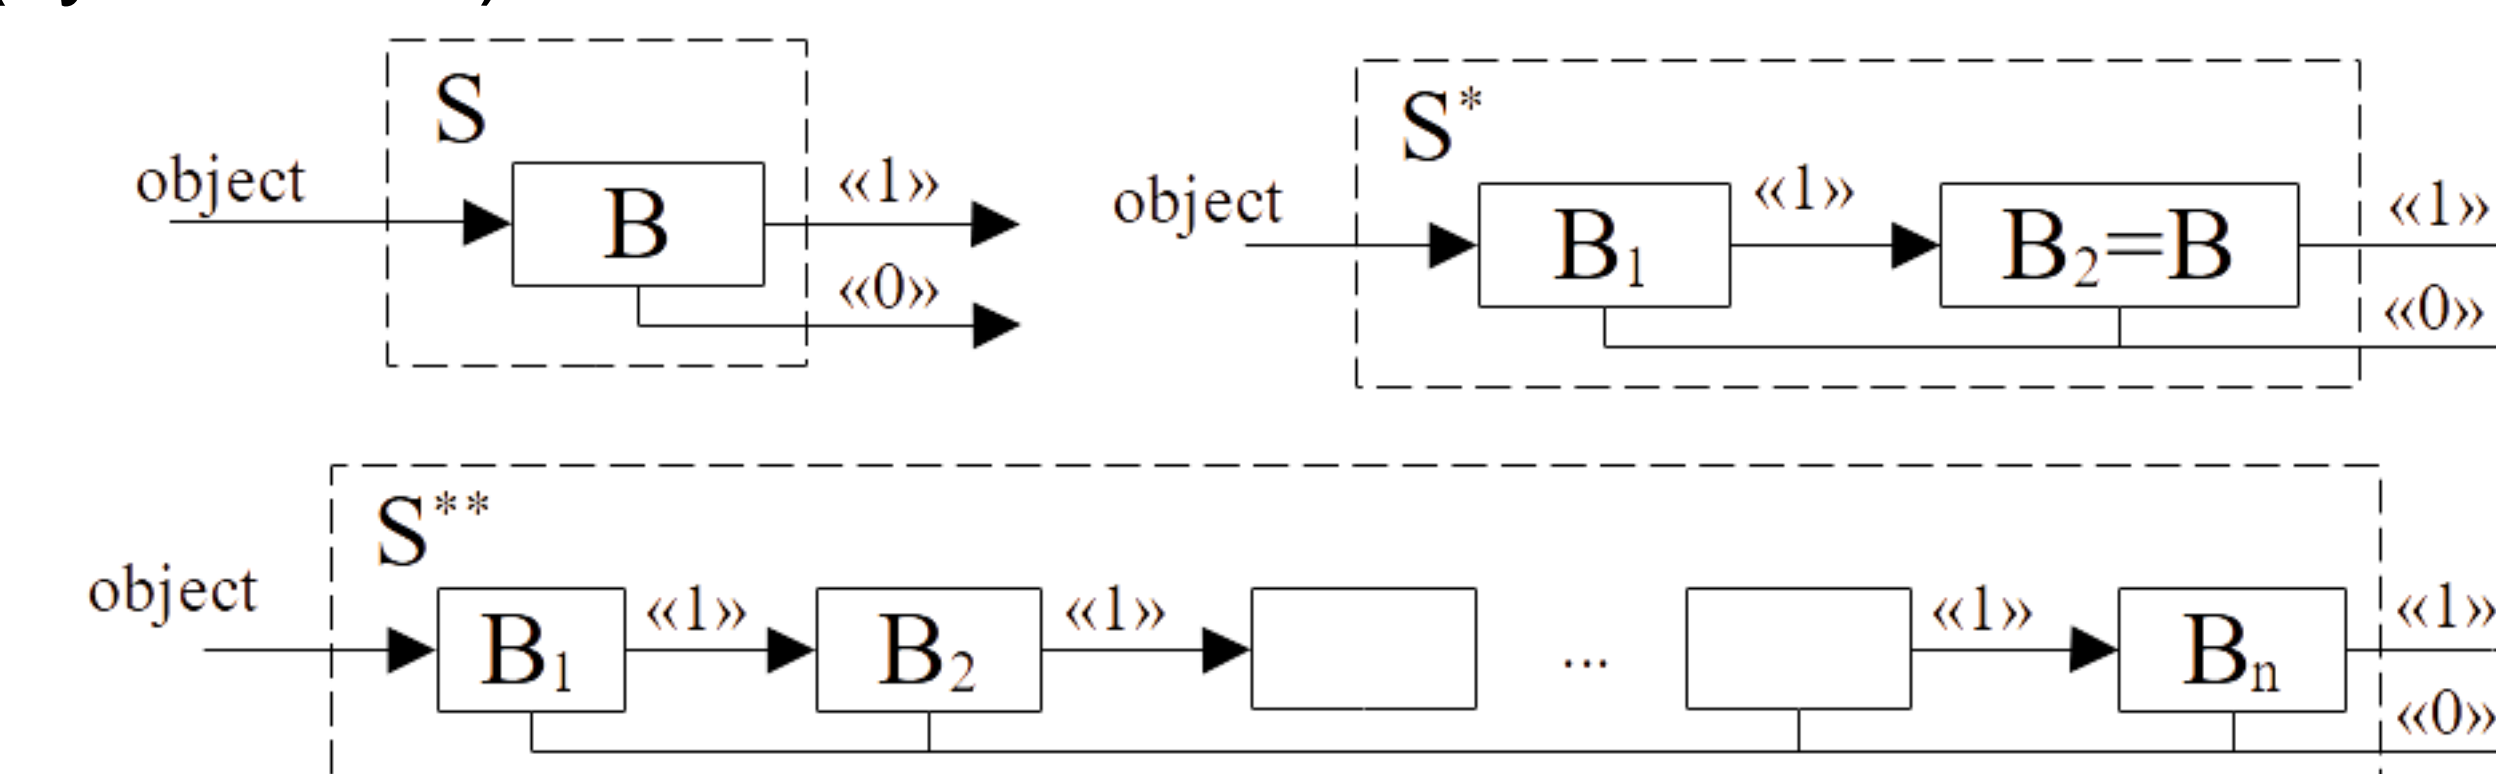 S
object
B
«1»
«0»
S*
object
B₁
«1»
B₂=B
«1»
«0»
S**
object
B₁
«1»
B₂
«1»
...
«1»
Bₙ
«1»
«0»